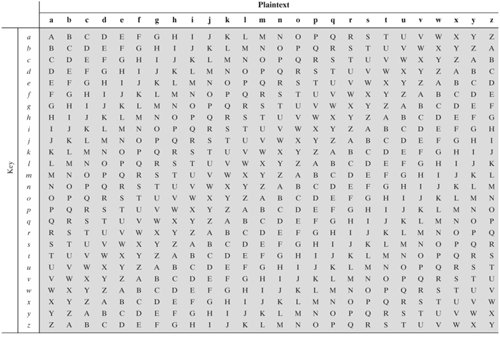 Plaintext
a b c d e f g h i j k l m n o p q r s t u v w x y z
a A B C D E F G H I J K L M N O P Q R S T U V W X Y Z
b B C D E F G H I J K L M N O P Q R S T U V W X Y Z A
c C D E F G H I J K L M N O P Q R S T U V W X Y Z A B
d D E F G H I J K L M N O P Q R S T U V W X Y Z A B C
e E F G H I J K L M N O P Q R S T U V W X Y Z A B C D
f F G H I J K L M N O P Q R S T U V W X Y Z A B C D E
g G H I J K L M N O P Q R S T U V W X Y Z A B C D E F
h H I J K L M N O P Q R S T U V W X Y Z A B C D E F G
i I J K L M N O P Q R S T U V W X Y Z A B C D E F G H
j J K L M N O P Q R S T U V W X Y Z A B C D E F G H I
k K L M N O P Q R S T U V W X Y Z A B C D E F G H I J
l L M N O P Q R S T U V W X Y Z A B C D E F G H I J K
Key
m M N O P Q R S T U V W X Y Z A B C D E F G H I J K L
n N O P Q R S T U V W X Y Z A B C D E F G H I J K L M
o O P Q R S T U V W X Y Z A B C D E F G H I J K L M N
p P Q R S T U V W X Y Z A B C D E F G H I J K L M N O
q Q R S T U V W X Y Z A B C D E F G H I J K L M N O P
r R S T U V W X Y Z A B C D E F G H I J K L M N O P Q
s S T U V W X Y Z A B C D E F G H I J K L M N O P Q R
t T U V W X Y Z A B C D E F G H I J K L M N O P Q R S
u U V W X Y Z A B C D E F G H I J K L M N O P Q R S T
v V W X Y Z A B C D E F G H I J K L M N O P Q R S T U
w W X Y Z A B C D E F G H I J K L M N O P Q R S T U V
x X Y Z A B C D E F G H I J K L M N O P Q R S T U V W
y Y Z A B C D E F G H I J K L M N O P Q R S T U V W X
z Z A B C D E F G H I J K L M N O P Q R S T U V W X Y